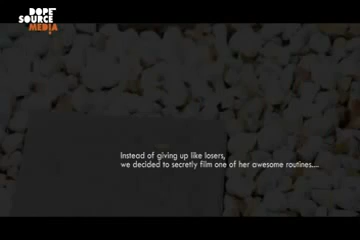 DOPE
SOURCE
MEDIA
Instead of giving up like losers,
we decided to secretly film one of her awesome routines....